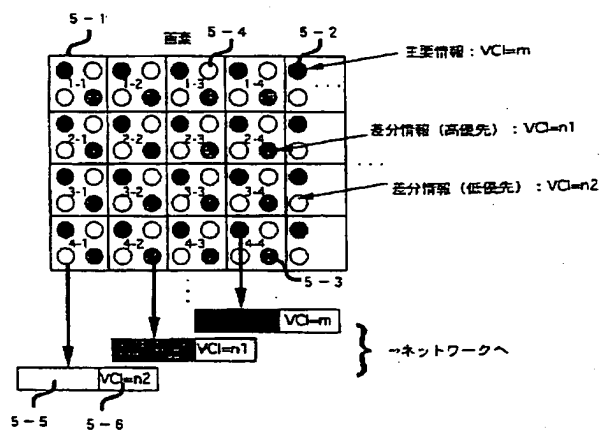 5-1
画素
5-4
5-2
主要情報：VCI=m
1-1 1-2 1-3 1-4 ...
差分情報（高優先）：VCI=n1
2-1 2-2 2-3 2-4
...
差分情報（低優先）：VCI=n2
3-1 3-2 3-3 3-4
4-1 4-2 4-3 4-4
5-3
VCI=m
VCI=n1
→ネットワークへ
VCI=n2
5-5
5-6